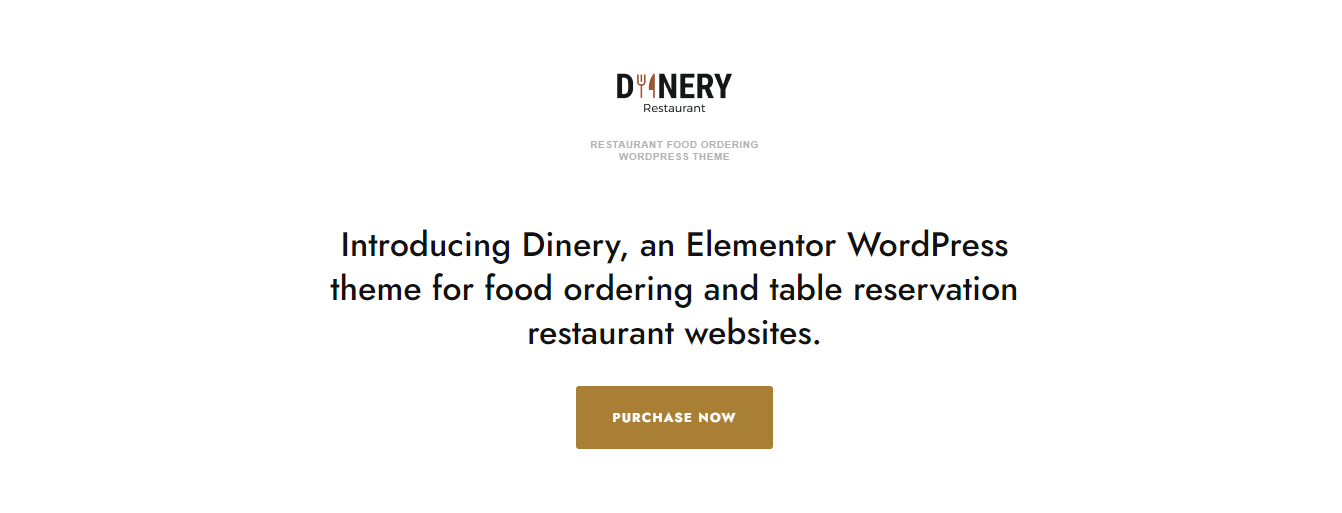 DINERY
Restaurant
RESTAURANT FOOD ORDERING
WORDPRESS THEME
Introducing Dinery, an Elementor WordPress
theme for food ordering and table reservation
restaurant websites.
PURCHASE NOW